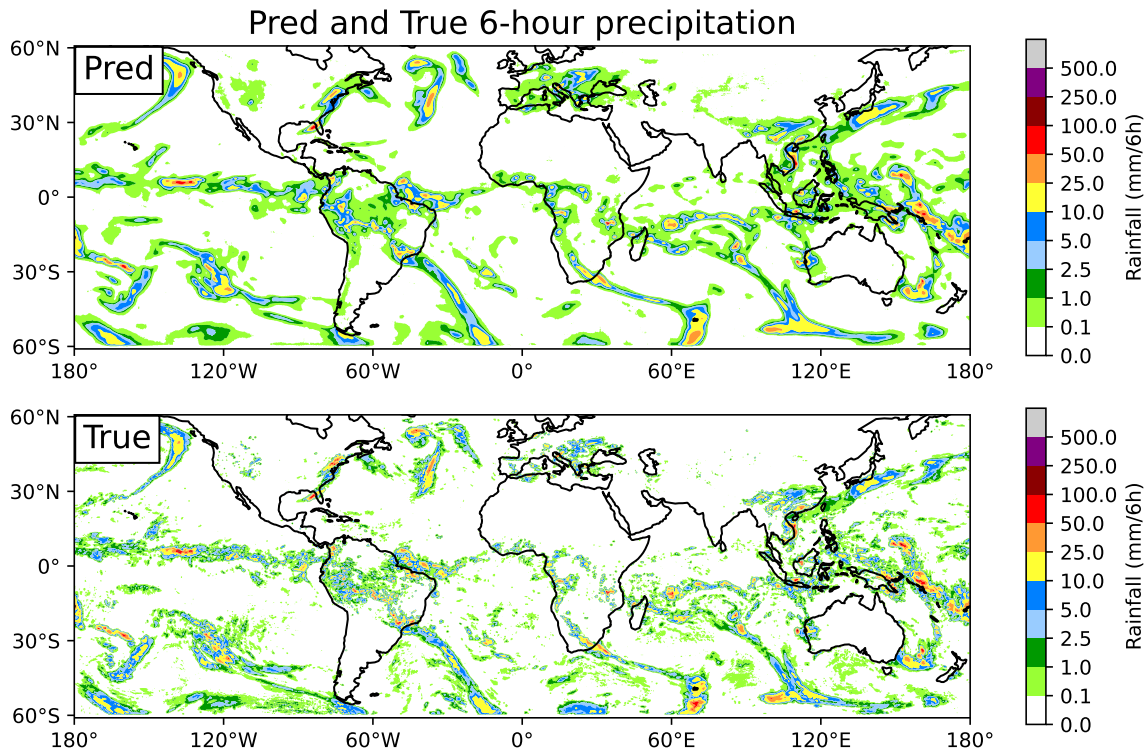 Pred and True 6-hour precipitation
Pred
60°N
30°N
0°
30°S
60°S
180° 120°W 60°W 0° 60°E 120°E 180°
500.0
250.0
100.0
50.0
25.0
10.0
5.0
2.5
1.0
0.1
0.0
Rainfall (mm/6h)
True
60°N
30°N
0°
30°S
60°S
180° 120°W 60°W 0° 60°E 120°E 180°
500.0
250.0
100.0
50.0
25.0
10.0
5.0
2.5
1.0
0.1
0.0
Rainfall (mm/6h)